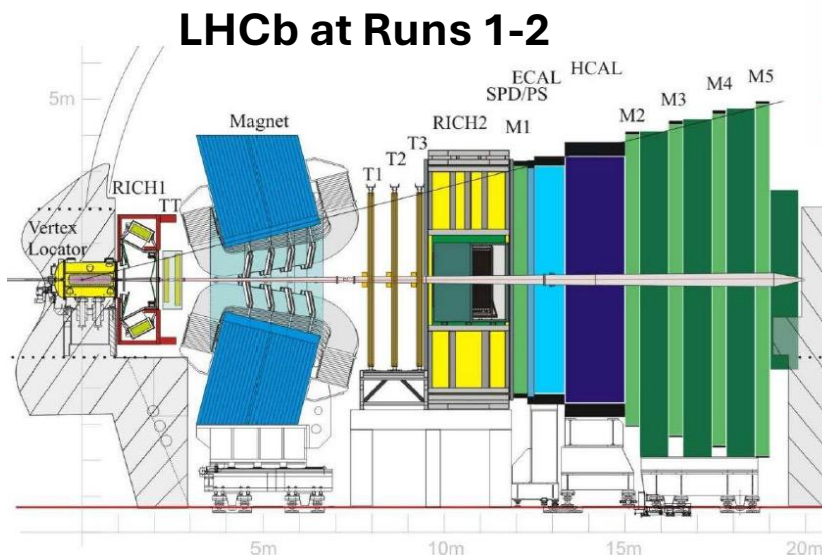 LHCb at Runs 1-2
5m
Magnet
RICH1
TT
Vertex
Locator
T1
T2
T3
RICH2
M1
SPD/PS
ECAL
HCAL
M2
M3
M4
M5
5m
10m
15m
20m